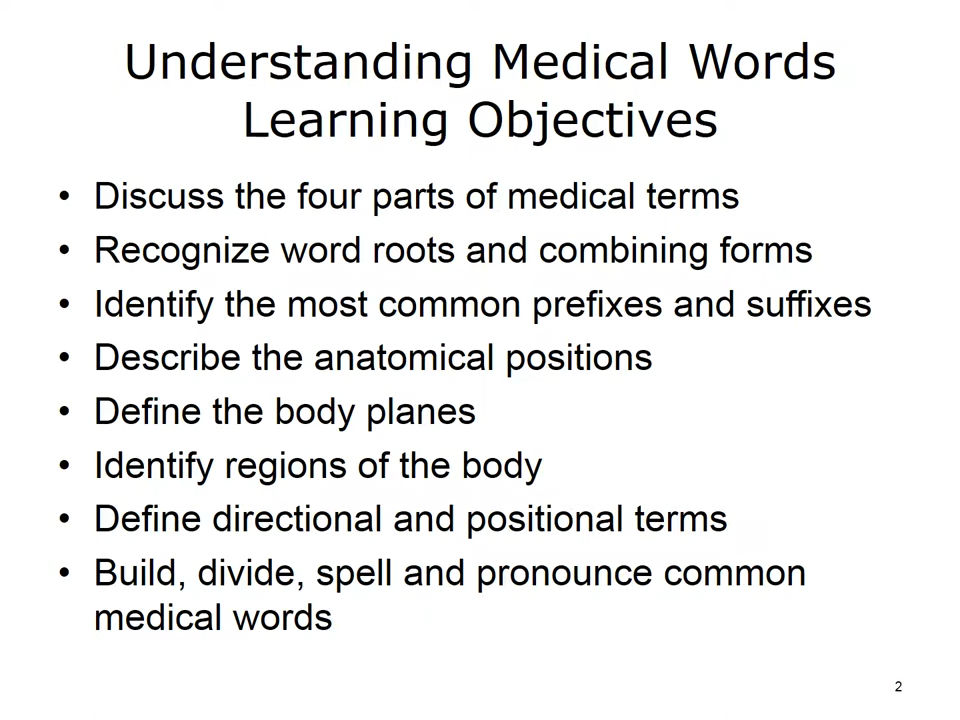 Understanding Medical Words
Learning Objectives
• Discuss the four parts of medical terms
• Recognize word roots and combining forms
• Identify the most common prefixes and suffixes
• Describe the anatomical positions
• Define the body planes
• Identify regions of the body
• Define directional and positional terms
• Build, divide, spell and pronounce common
medical words
2